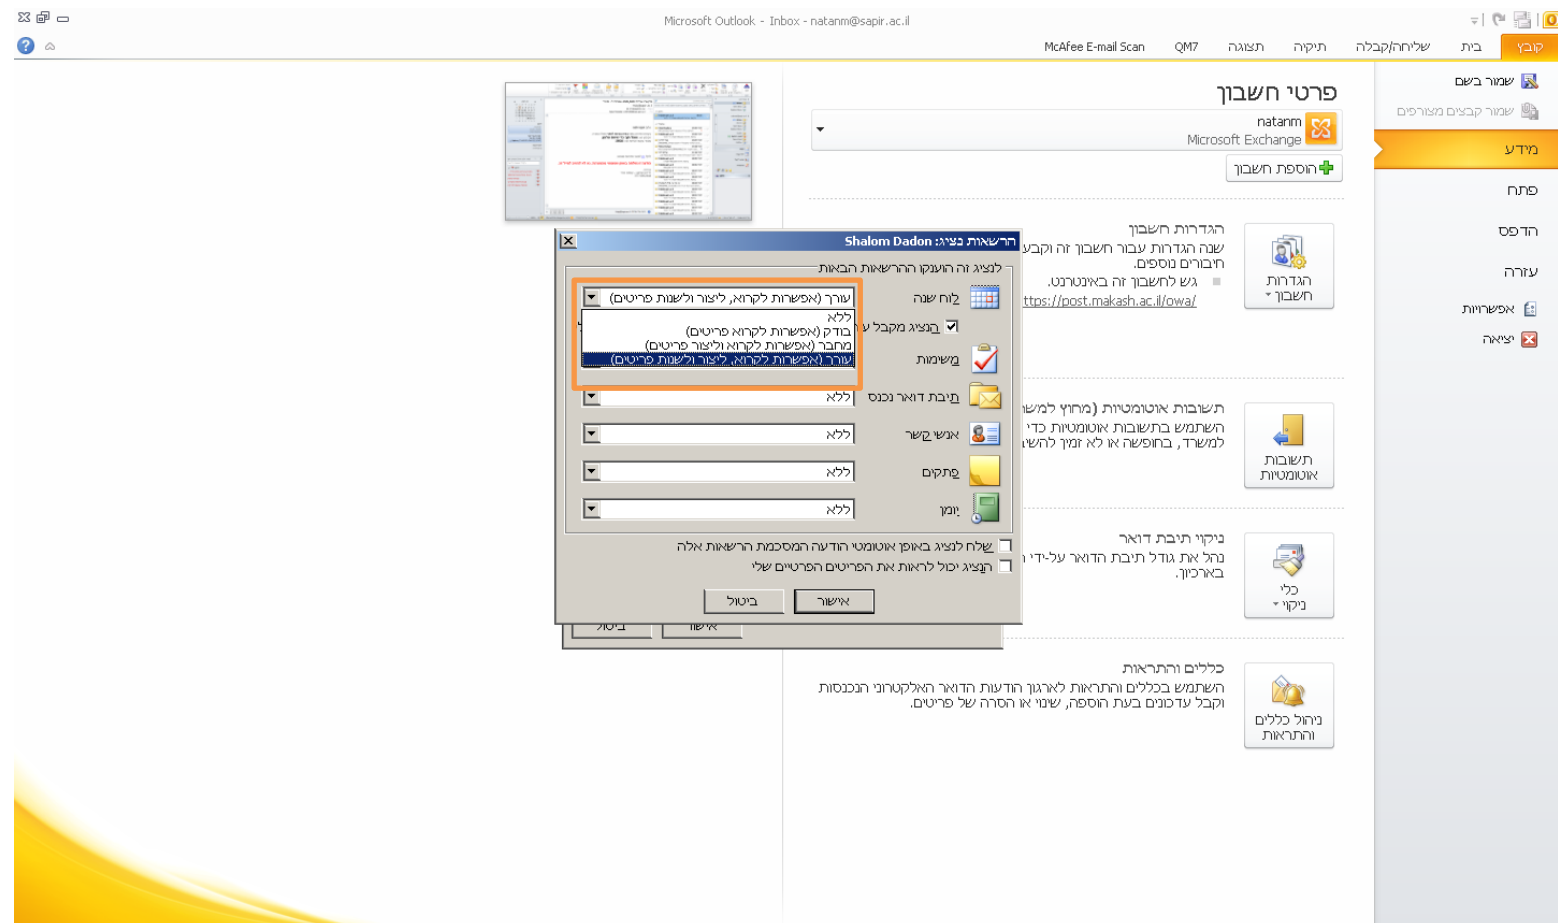 Microsoft Outlook - Inbox - natanm@sapir.ac.il
קובץ
בית
שליחה/קבלה
תיקיה
תצוגה
QM7
McAfee E-mail Scan
שמור בשם
שמור קבצים מצורפים
מידע
פתח
הדפס
עזרה
אפשרויות
יציאה
פרטי חשבון
natanm
Microsoft Exchange
הוספת חשבון
הגדרות חשבון
הגדרות חשבון
שנה הגדרות עבור חשבון זה וקבע
חיבורים נוספים.
גש לחשבון זה באינטרנט.
ttps://post.makash.ac.il/owa/
תשובות אוטומטיות
תשובות אוטומטיות (מחוץ
השתמש בתשובות אוטומטיות כדי
למשרד, בחופשה או לא זמין
כלי ניקוי
ניקוי תיבת דואר
נהל את גודל תיבת הדואר על-ידי
בארכיון.
ניהול כללים והתראות
כללים והתראות
השתמש בכללים והתראות לארגון הודעות הדואר האלקטרוני הנכנסות
וקבל עדכונים בעת הוספה, שינוי או הסרה של פריטים.
הרשאות נציג: Shalom Dadon
לנציג זה הוענקו ההרשאות הבאות
לוח שנה
עורך (אפשרות לקרוא, ליצור ולשנות פריטים)
ללא
בודק (אפשרות לקרוא פריטים)
מחבר (אפשרות לקרוא וליצור פריטים)
עורך (אפשרות לקרוא, ליצור ולשנות פריטים)
הנציג מקבל
משימות
תיבת דואר נכנס
ללא
אנשי קשר
ללא
פתקים
ללא
יומן
ללא
שלח לנציג באופן אוטומטי הודעה המסכמת הרשאות אלה
הנציג יכול לראות את הפריטים הפרטיים שלי
אישור
ביטול
אישור
ביטול